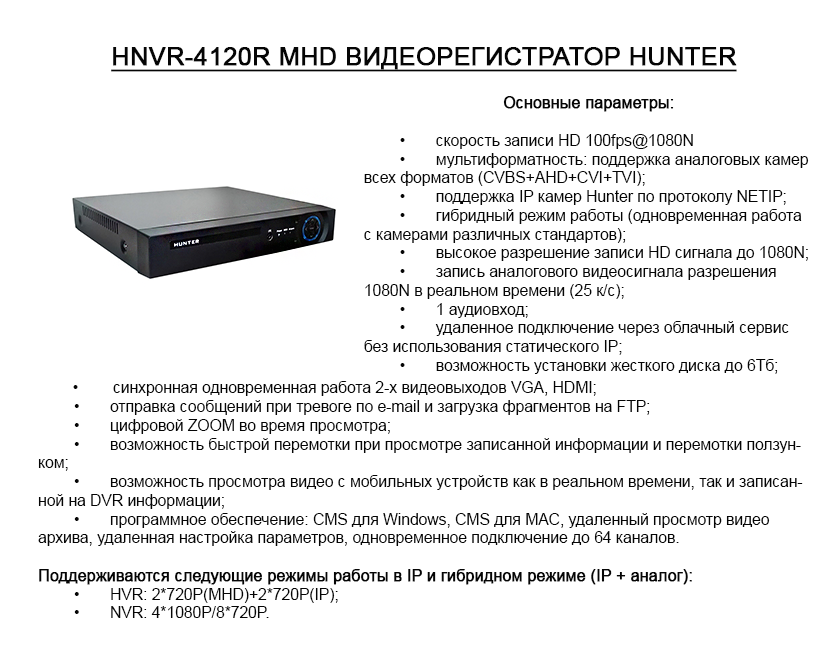 HNVR-4120R MHD ВИДЕОРЕГИСТРАТОР HUNTER
Основные параметры:
• скорость записи HD 100fps@1080N
• мультиформатность: поддержка аналоговых камер
всех форматов (CVBS+AHD+CVI+TVI);
• поддержка IP камер Hunter по протоколу NETIP;
• гибридный режим работы (одновременная работа
с камерами различных стандартов);
• высокое разрешение записи HD сигнала до 1080N;
• запись аналогового видеосигнала разрешения
1080N в реальном времени (25 к/с);
• 1 аудиовход;
• удаленное подключение через облачный сервис
без использования статического IP;
• возможность установки жесткого диска до 6Тб;
HUNTER
• синхронная одновременная работа 2-х видеовыходов VGA, HDMI;
• отправка сообщений при тревоге по e-mail и загрузка фрагментов на FTP;
• цифровой ZOOM во время просмотра;
• возможность быстрой перемотки при просмотре записанной информации и перемотки ползун-
ком;
• возможность просмотра видео с мобильных устройств как в реальном времени, так и записан-
ной на DVR информации;
• программное обеспечение: CMS для Windows, CMS для MAC, удаленный просмотр видео
архива, удаленная настройка параметров, одновременное подключение до 64 каналов.
Поддерживаются следующие режимы работы в IP и гибридном режиме (IP + аналог):
• HVR: 2*720P(MHD)+2*720P(IP);
• NVR: 4*1080P/8*720P.